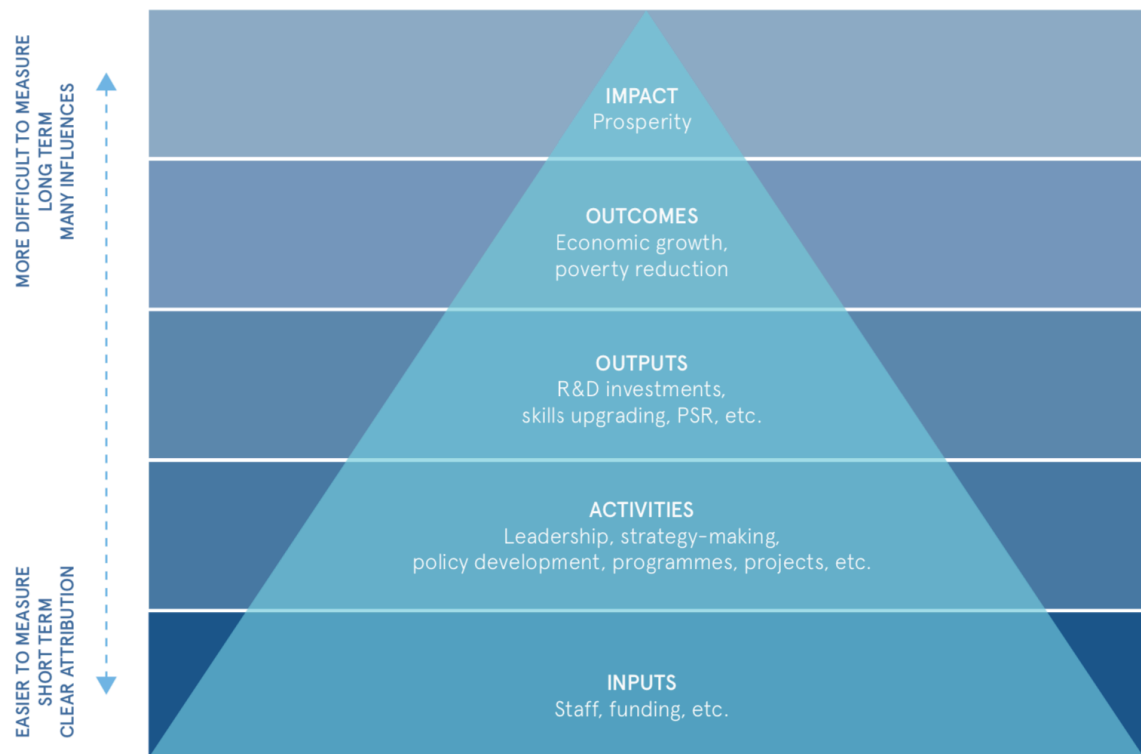 MORE DIFFICULT TO MEASURE
LONG TERM
MANY INFLUENCES
IMPACT
Prosperity
OUTCOMES
Economic growth,
poverty reduction
OUTPUTS
R&D investments,
skills upgrading, PSR, etc.
ACTIVITIES
Leadership, strategy-making,
policy development, programmes, projects, etc.
EASIER TO MEASURE
SHORT TERM
CLEAR ATTRIBUTION
INPUTS
Staff, funding, etc.